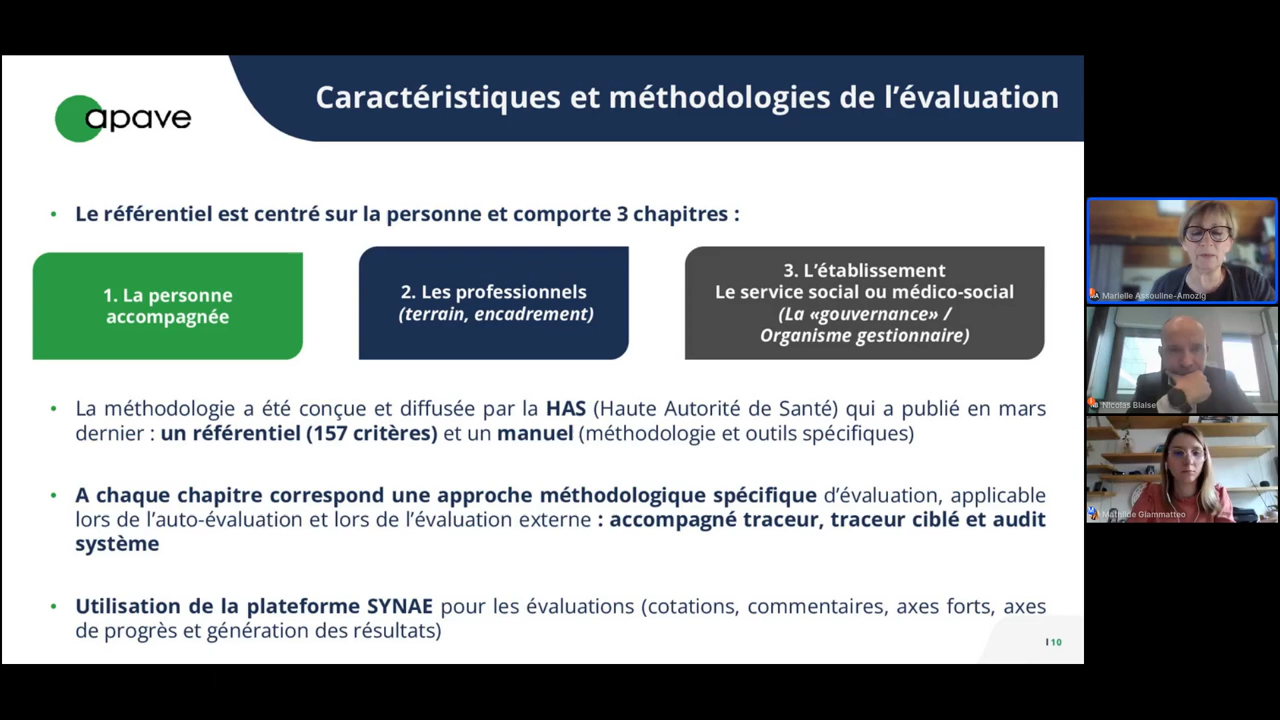 apave
Caractéristiques et méthodologies de l’évaluation
• Le référentiel est centré sur la personne et comporte 3 chapitres :
1. La personne
accompagnée
2. Les professionnels
(terrain, encadrement)
3. L’établissement
Le service social ou médico-social
(La «gouvernance» /
Organisme gestionnaire)
• La méthodologie a été conçue et diffusée par la HAS (Haute Autorité de Santé) qui a publié en mars
dernier : un référentiel (157 critères) et un manuel (méthodologie et outils spécifiques)
• A chaque chapitre correspond une approche méthodologique spécifique d’évaluation, applicable
lors de l’auto-évaluation et lors de l’évaluation externe : accompagné traceur, traceur ciblé et audit
système
• Utilisation de la plateforme SYNAE pour les évaluations (cotations, commentaires, axes forts, axes
de progrès et génération des résultats)
I 10
Marielle Assouline-Amozig
Nicolas Blaise
Mathilde Giammatteo